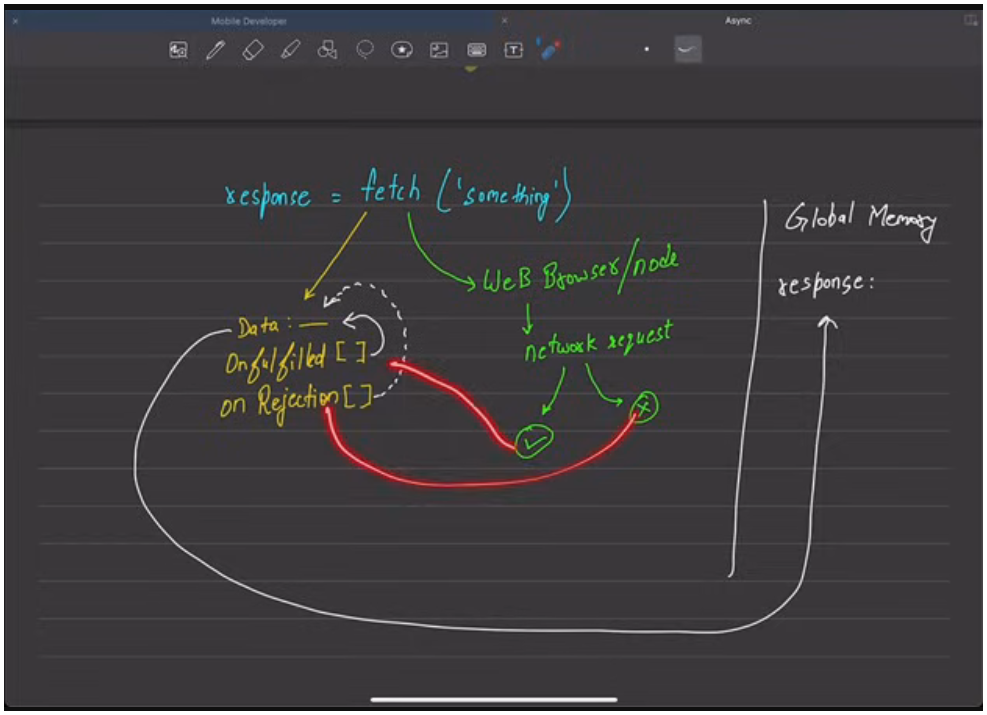 Mobile Developer
Async
response = fetch ('something')
Global Memory
WeB Browser/node
response:
Data: —
network request
Onfulfilled [ ]
on Rejection [ ]